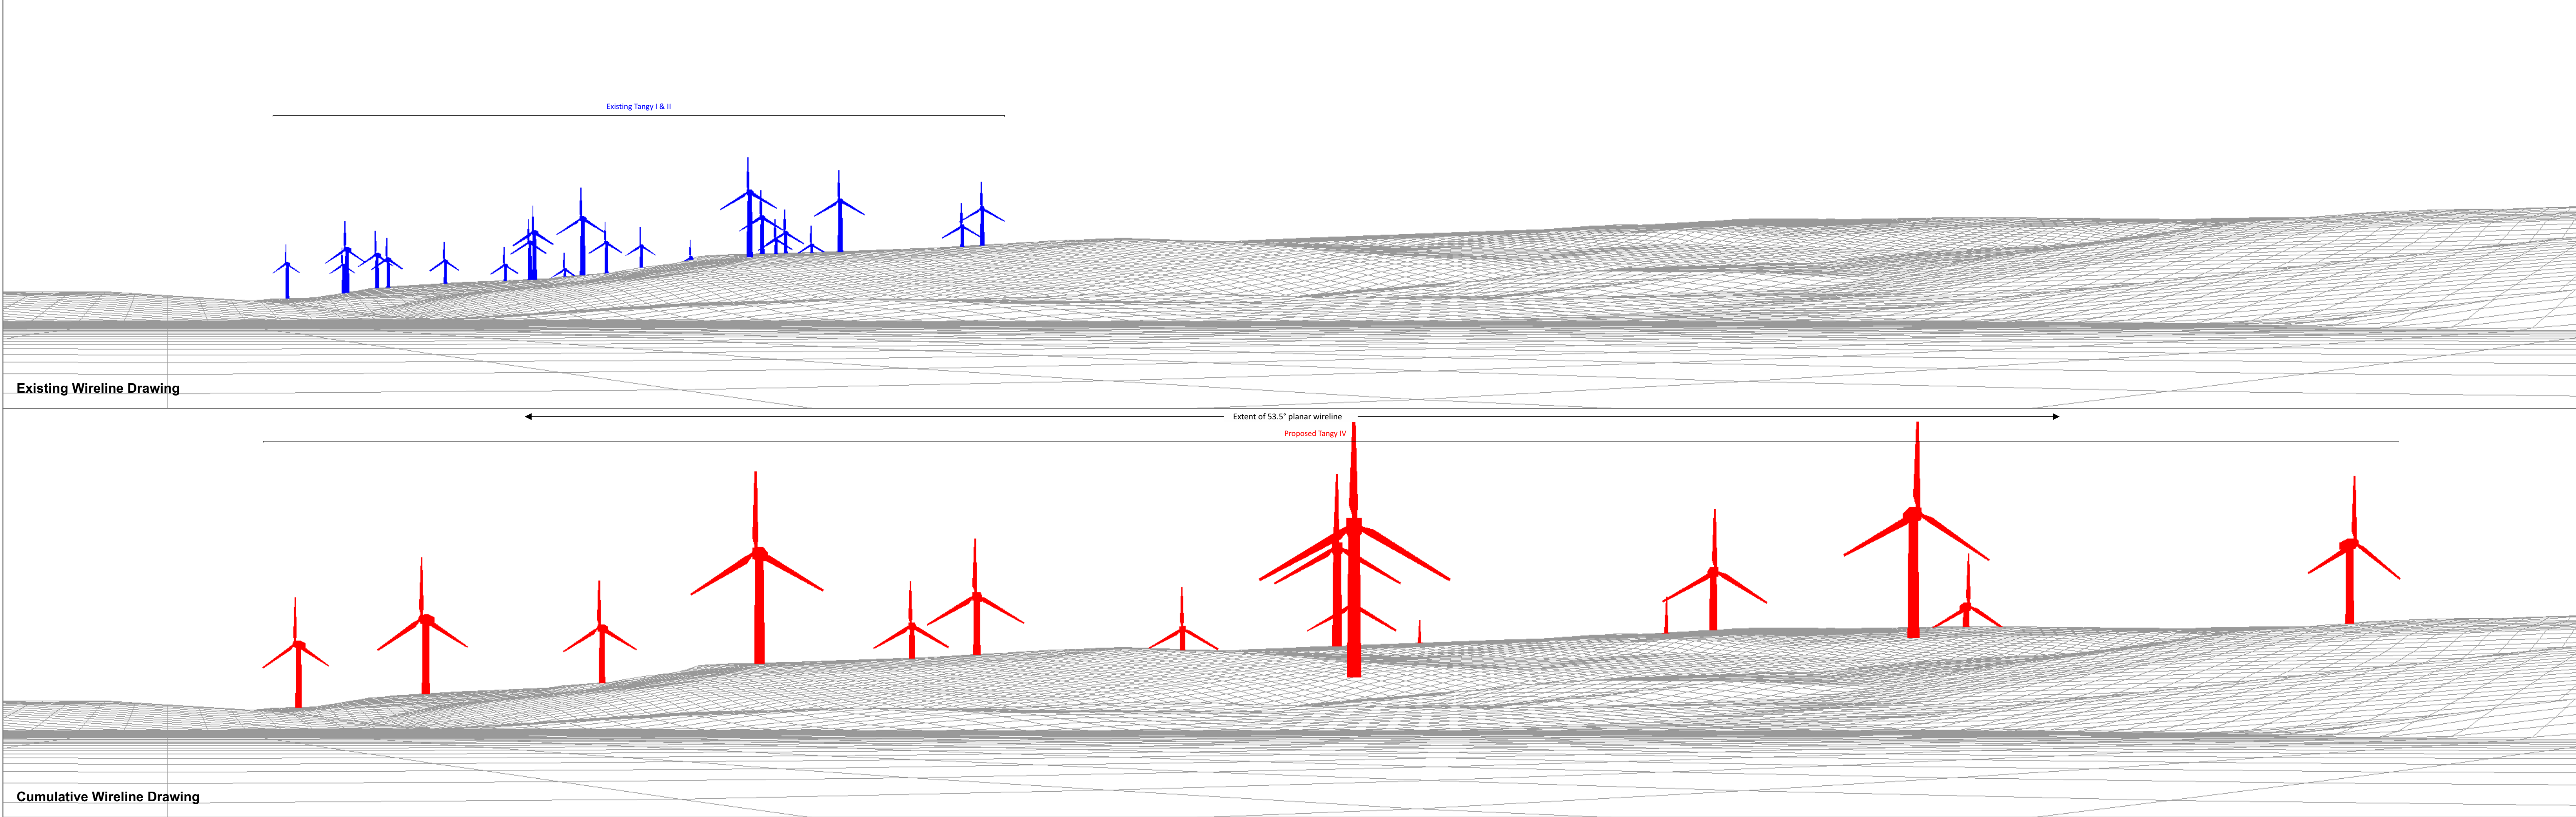 Existing Tangy I & II
Existing Wireline Drawing
Extent of 53.5° planar wireline
Proposed Tangy IV
Cumulative Wireline Drawing